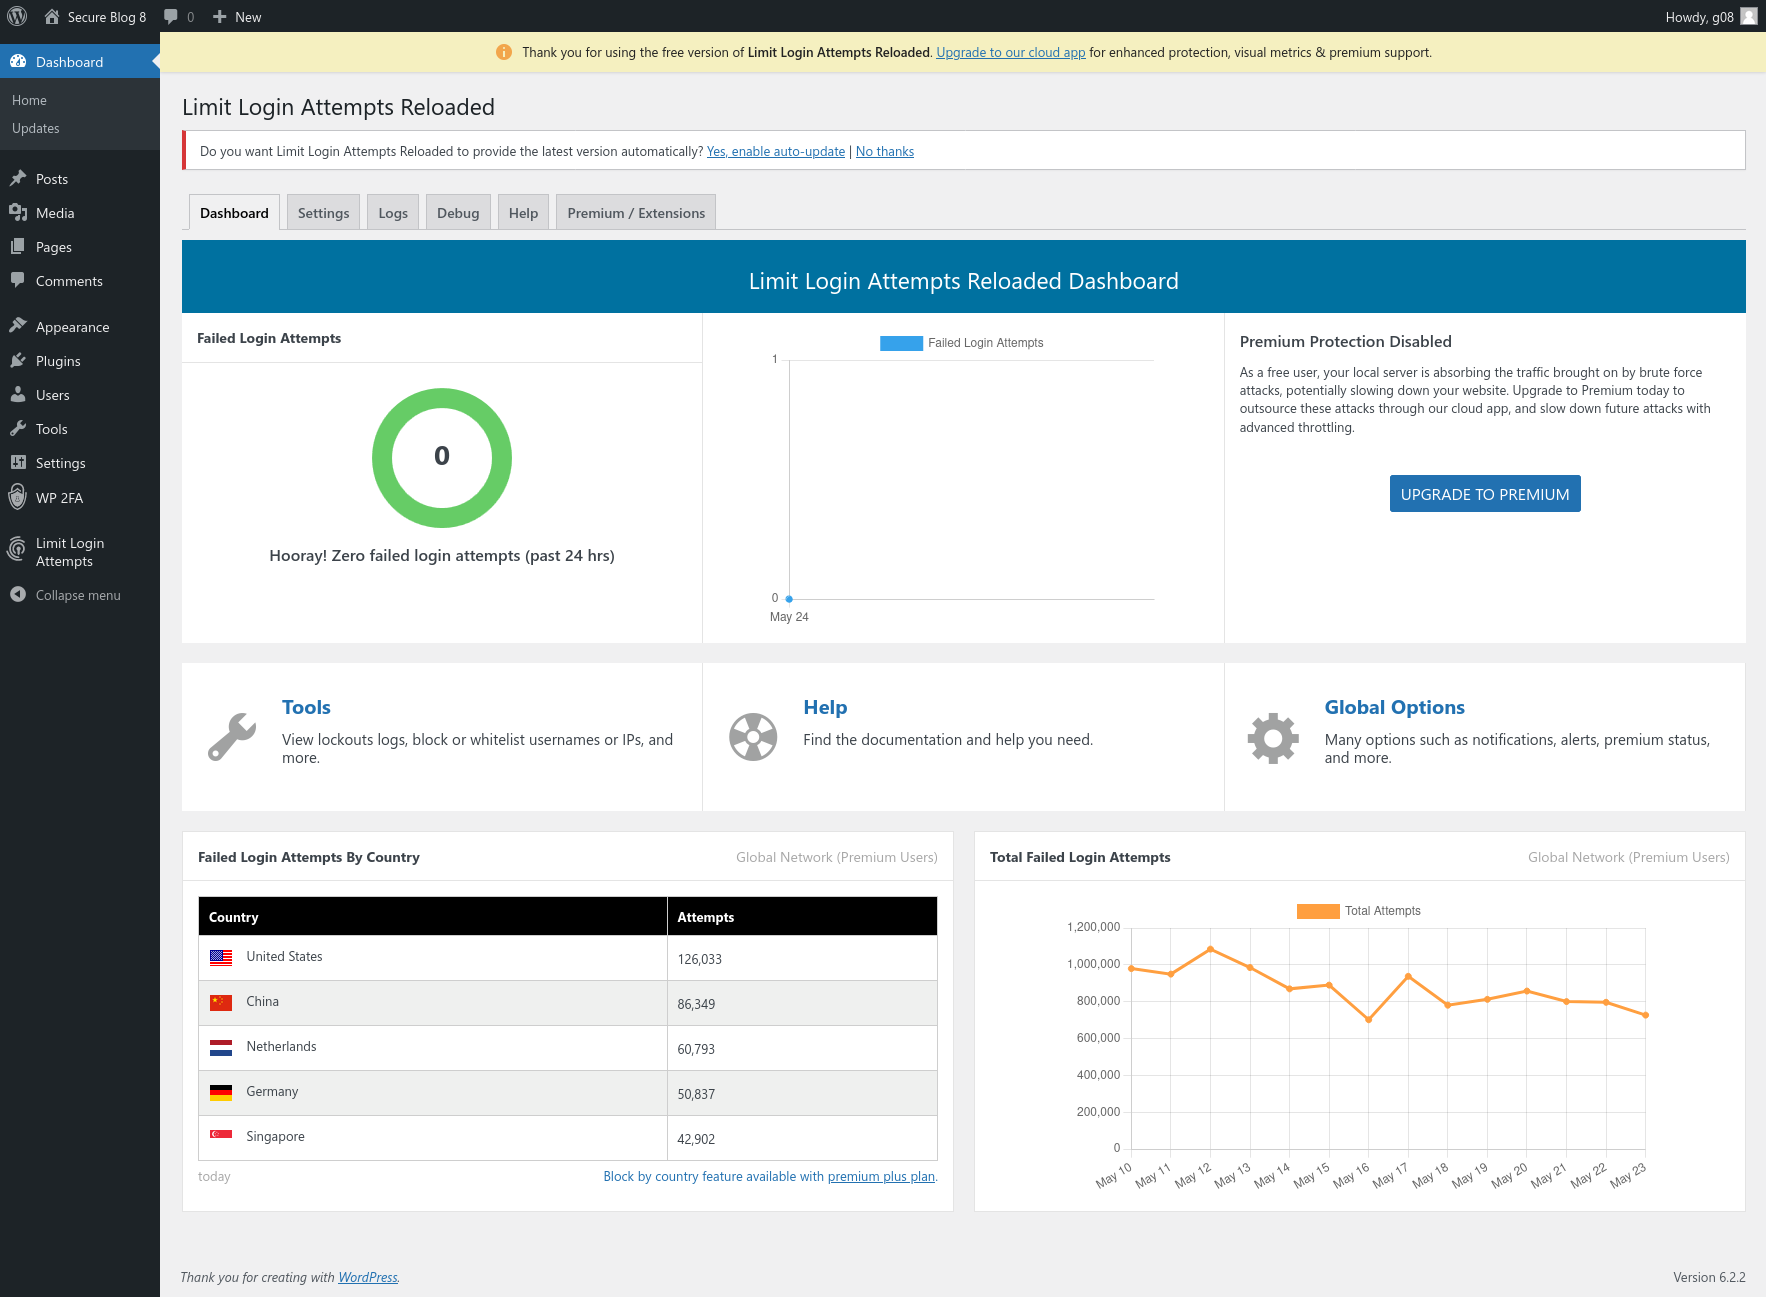 Secure Blog 8
0
New
Howdy, g08
Dashboard
Home
Updates
Posts
Media
Pages
Comments
Appearance
Plugins
Users
Tools
Settings
WP 2FA
Limit Login
Attempts
Collapse menu
Thank you for using the free version of Limit Login Attempts Reloaded. Upgrade to our cloud app for enhanced protection, visual metrics & premium support.
Limit Login Attempts Reloaded
Do you want Limit Login Attempts Reloaded to provide the latest version automatically? Yes, enable auto-update | No thanks
Dashboard
Settings
Logs
Debug
Help
Premium / Extensions
Limit Login Attempts Reloaded Dashboard
Failed Login Attempts
0
Hooray! Zero failed login attempts (past 24 hrs)
Failed Login Attempts
1
0
May 24
Premium Protection Disabled
As a free user, your local server is absorbing the traffic brought on by brute force
attacks, potentially slowing down your website. Upgrade to Premium today to
outsource these attacks through our cloud app, and slow down future attacks with
advanced throttling.
UPGRADE TO PREMIUM
Tools
View lockouts logs, block or whitelist usernames or IPs, and
more.
Help
Find the documentation and help you need.
Global Options
Many options such as notifications, alerts, premium status,
and more.
Failed Login Attempts By Country
Global Network (Premium Users)
Country
Attempts
United States
126,033
China
86,349
Netherlands
60,793
Germany
50,837
Singapore
42,902
today
Block by country feature available with premium plus plan.
Total Failed Login Attempts
Global Network (Premium Users)
Total Attempts
1,200,000
1,000,000
800,000
600,000
400,000
200,000
0
May 10
May 11
May 12
May 13
May 14
May 15
May 16
May 17
May 18
May 19
May 20
May 21
May 22
May 23
Thank you for creating with WordPress.
Version 6.2.2